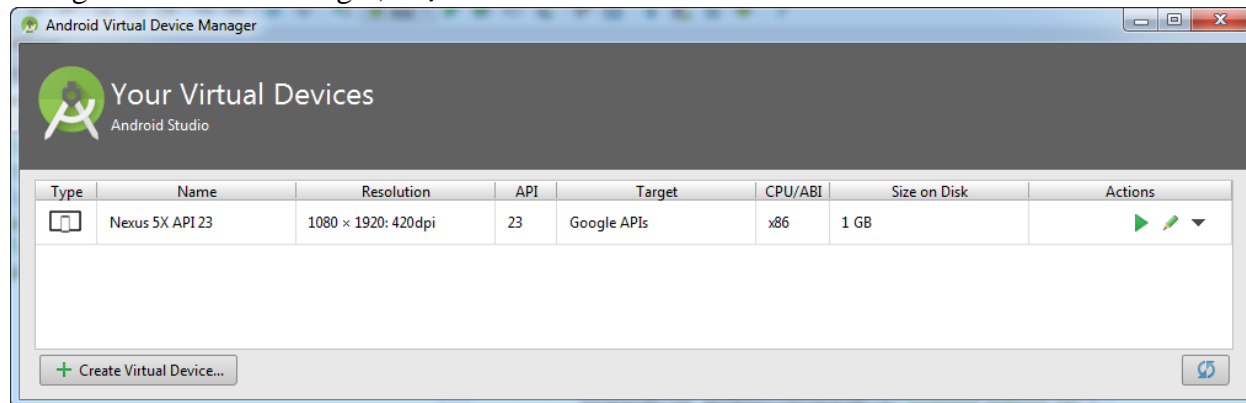 Android Virtual Device Manager
Your Virtual Devices
Android Studio
Type Name Resolution API Target CPU/ABI Size on Disk Actions
Nexus 5X API 23 1080 × 1920: 420dpi 23 Google APIs x86 1 GB
Create Virtual Device...